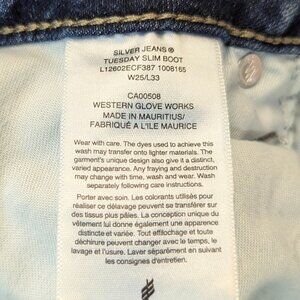 SILVER JEANS®
TUESDAY SLIM BOOT
L12602ECF387 1008165
W25/L33
CA00508
WESTERN GLOVE WORKS
MADE IN MAURITIUS/
FABRIQUÉ A L'ILE MAURICE
Wear with care. The dyes used to achieve this
wash may transfer onto lighter materials. The
garment's unique design also give it a distinct,
varied appearance. Any fraying and destruction
may change with time, wash and wear. Wash
separately following care instructions.
Porter avec soin. Les colorants utilisés pour
réaliser ce délavage peuvent se transférer sur
des tissus plus pâles. La conception unique du
vêtement lui donne également un aspect
distinct et varié. Tout effilochage et toute
déchirure peuvent changer avec le temps, le
lavage et l'usure. Laver séparément en suivant
les consignes d'entretien.